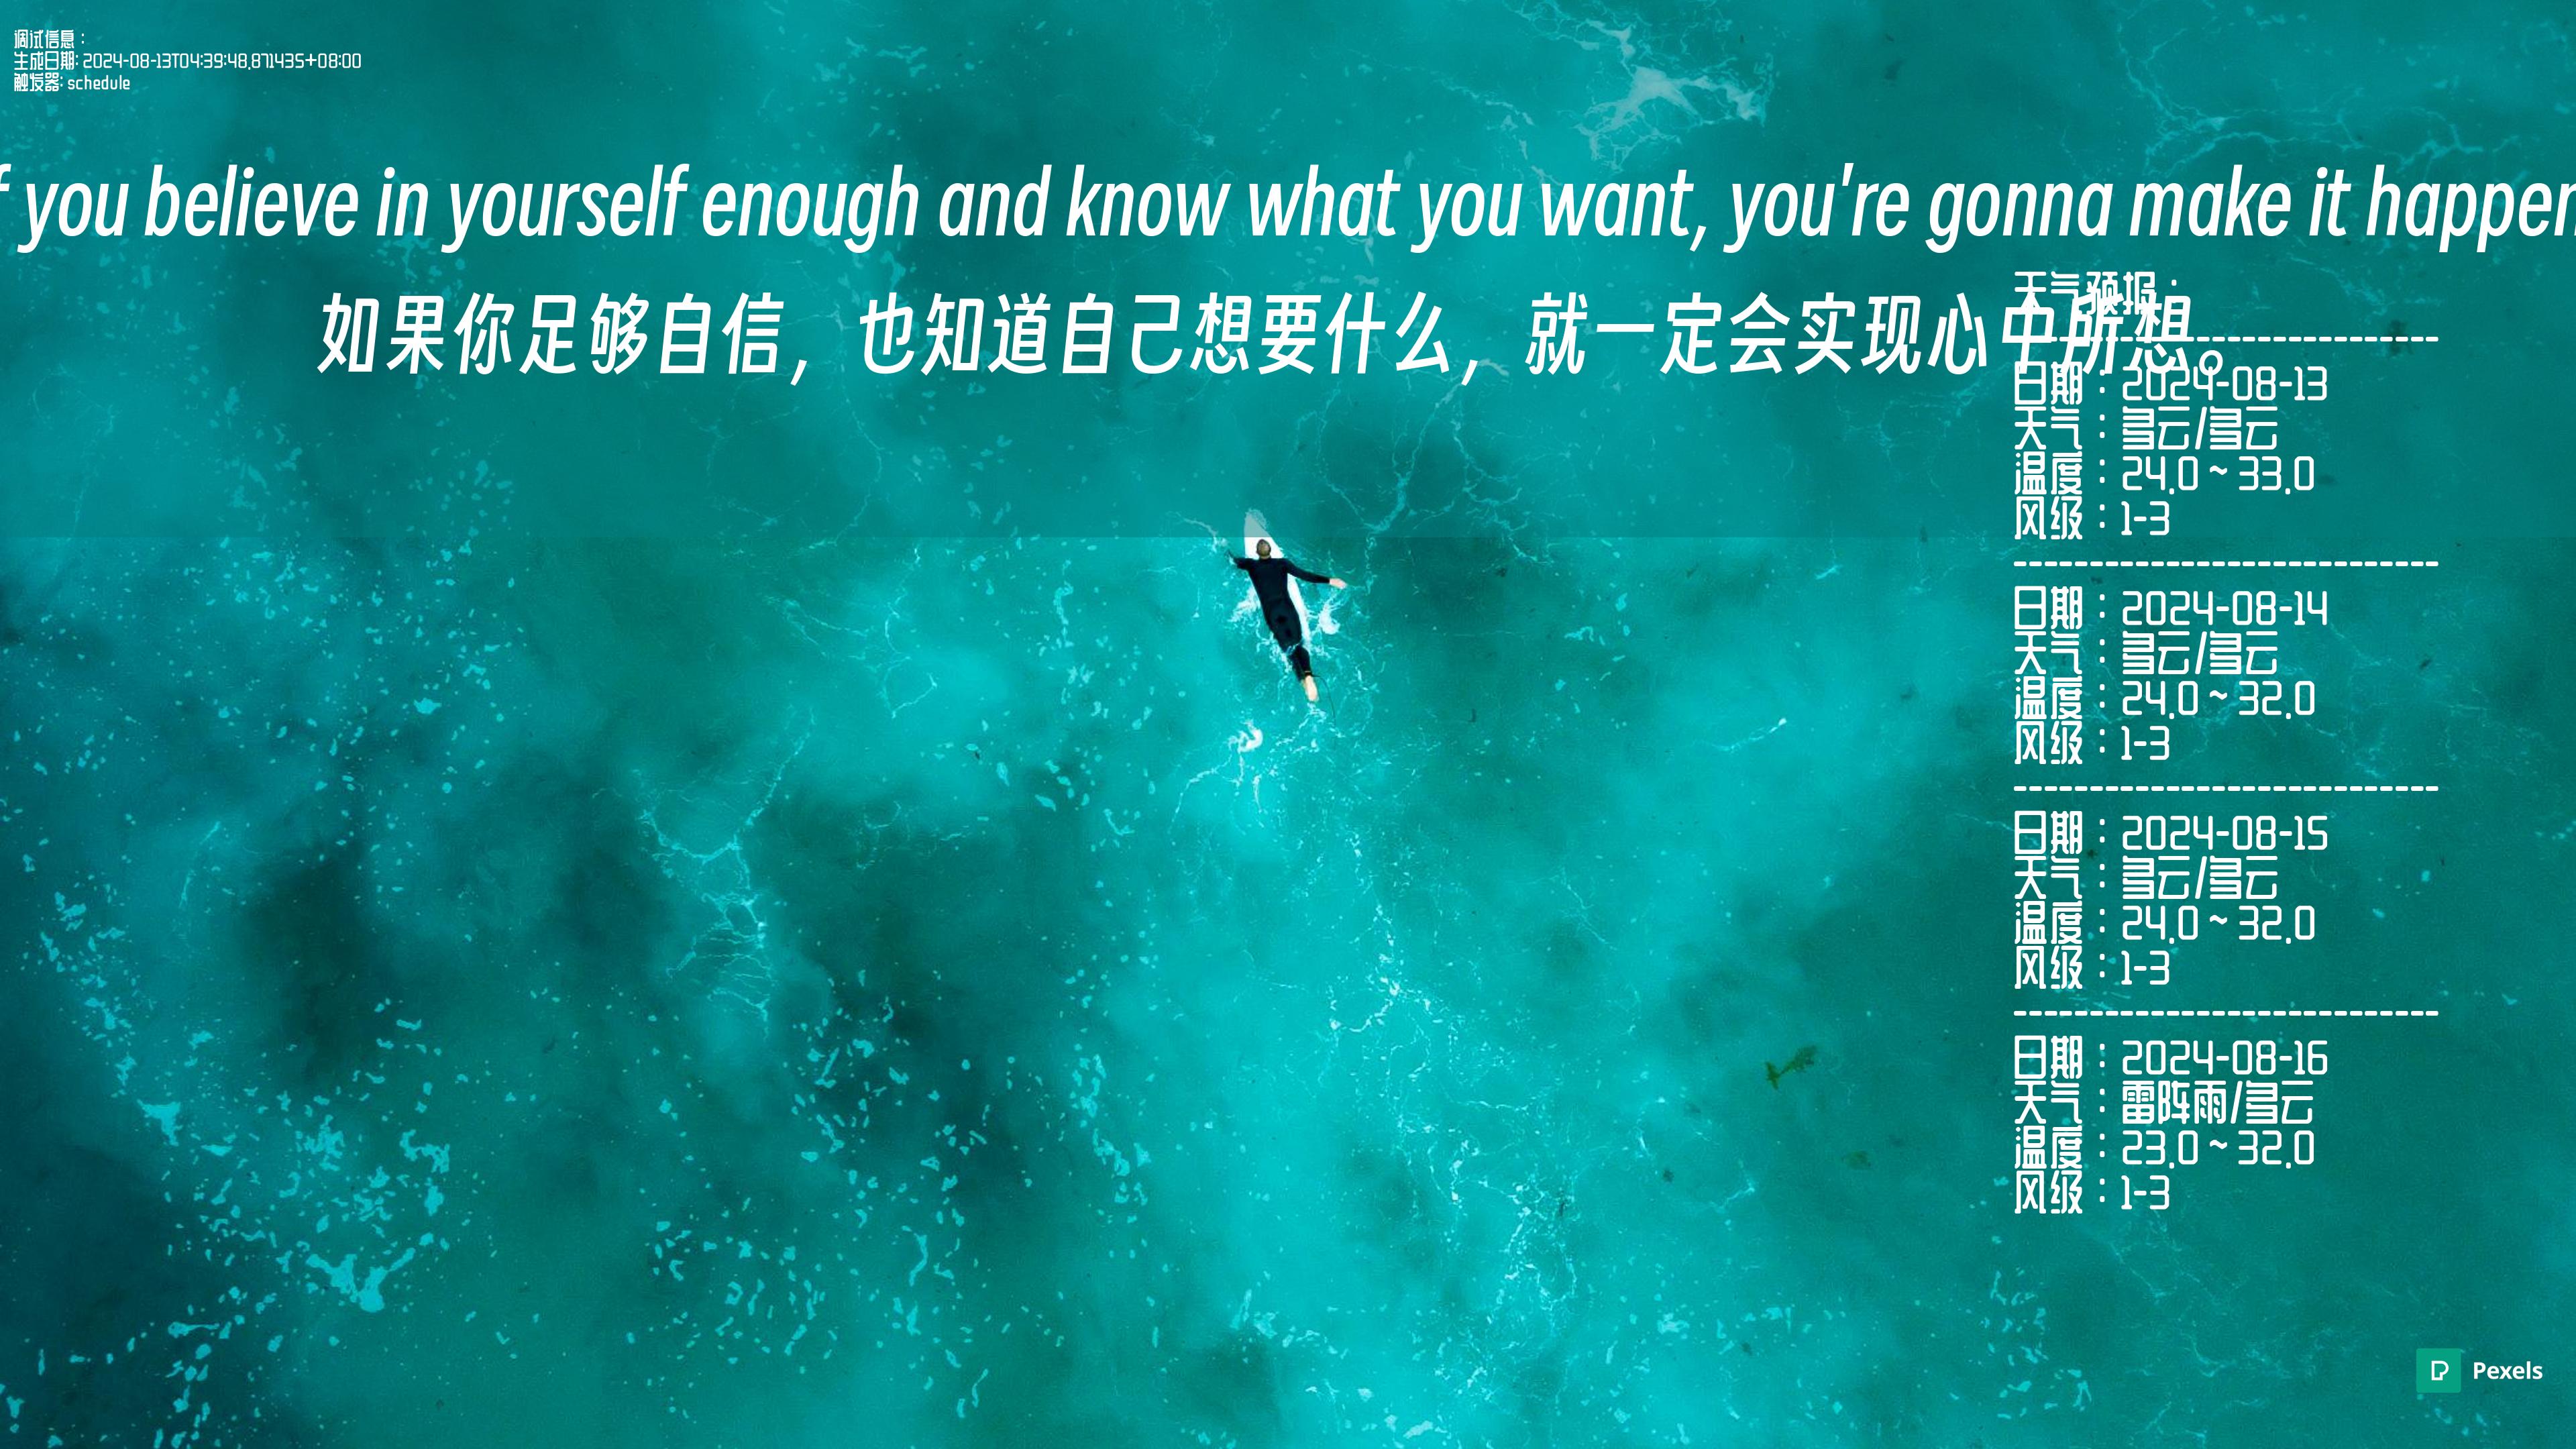 调试信息：
生成日期: 2024-08-13T04:39:48.871435+08:00
触发器: schedule
f you believe in yourself enough and know what you want, you're gonna make it happen
如果你足够自信，也知道自己想要什么，就一定会实现心中所想。
天气预报：
----------------------------
日期：2024-08-13
天气：多云/多云
温度：24.0 ~ 33.0
风级：1-3
----------------------------
日期：2024-08-14
天气：多云/多云
温度：24.0 ~ 32.0
风级：1-3
----------------------------
日期：2024-08-15
天气：多云/多云
温度：24.0 ~ 32.0
风级：1-3
----------------------------
日期：2024-08-16
天气：雷阵雨/多云
温度：23.0 ~ 32.0
风级：1-3
Pexels